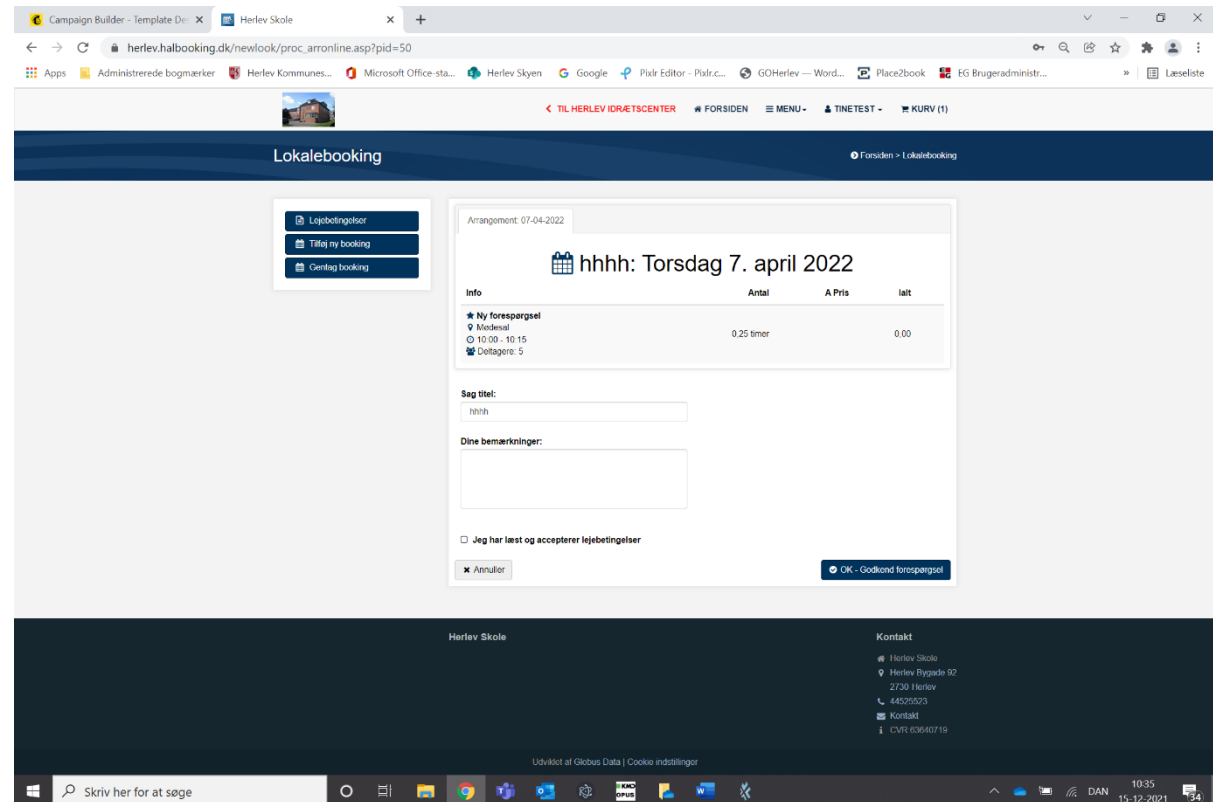 Campaign Builder - Template De
Herlev Skole
herlev.halbooking.dk/newlook/proc_arronline.asp?pid=50
Apps
Administrerede bogmærker
Herlev Kommunes...
Microsoft Office-sta...
Herlev Skyen
Google
Pixlr Editor - Pixlr.c...
GOHerlev — Word...
Place2book
EG Brugeradministr...
»
Læseliste
TIL HERLEV IDRÆTSCENTER
FORSIDEN
MENU
TINETEST
KURV (1)
Lokalebooking
Forsiden > Lokalebooking
Lejebetingelser
Tilføj ny booking
Gentag booking
Arrangement: 07-04-2022
hhhh: Torsdag 7. april 2022
Info Antal A Pris Ialt
Ny forespørgsel
Mødesal
10:00 - 10:15
Deltagere: 5
0,25 timer 0,00
Sag titel:
hhhh
Dine bemærkninger:
Jeg har læst og accepterer lejebetingelser
Annuller
OK - Godkend forespørgsel
Herlev Skole
Kontakt
Herlev Skole
Herlev Bygade 92
2730 Herlev
44525523
Kontakt
CVR 63640719
Udviklet af Globus Data | Cookie indstillinger
Skriv her for at søge
KMD
OPUS
DAN
10:35
15-12-2021
34